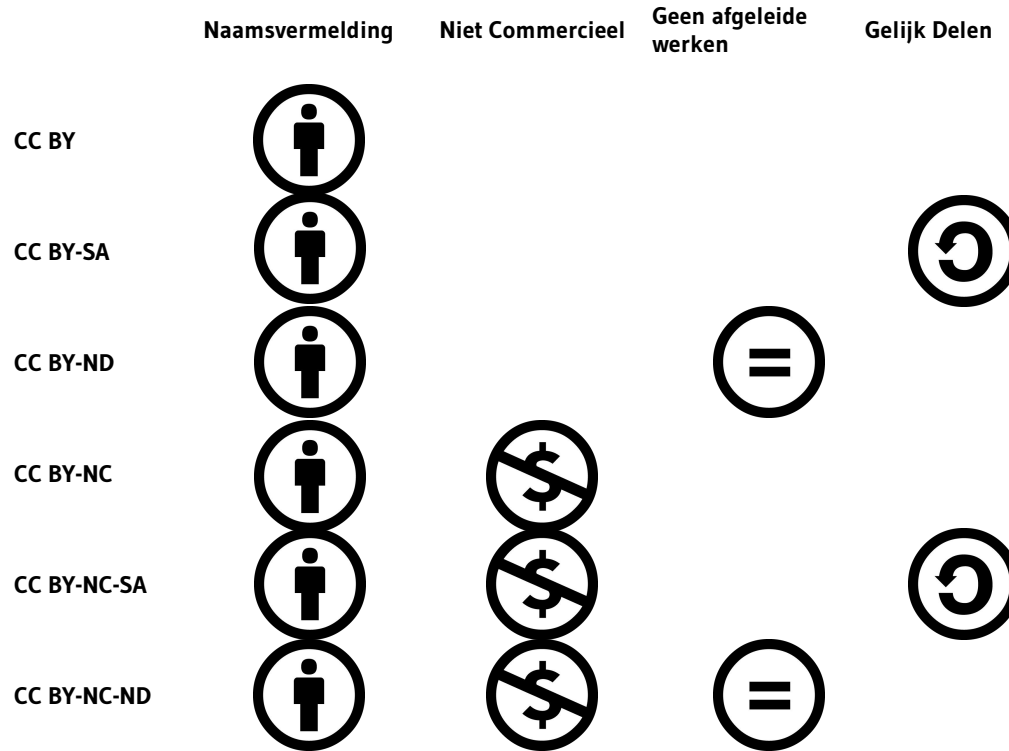 Naamsvermelding
Niet Commercieel
Geen afgeleide
werken
Gelijk Delen
CC BY
CC BY-SA
CC BY-ND
CC BY-NC
CC BY-NC-SA
CC BY-NC-ND